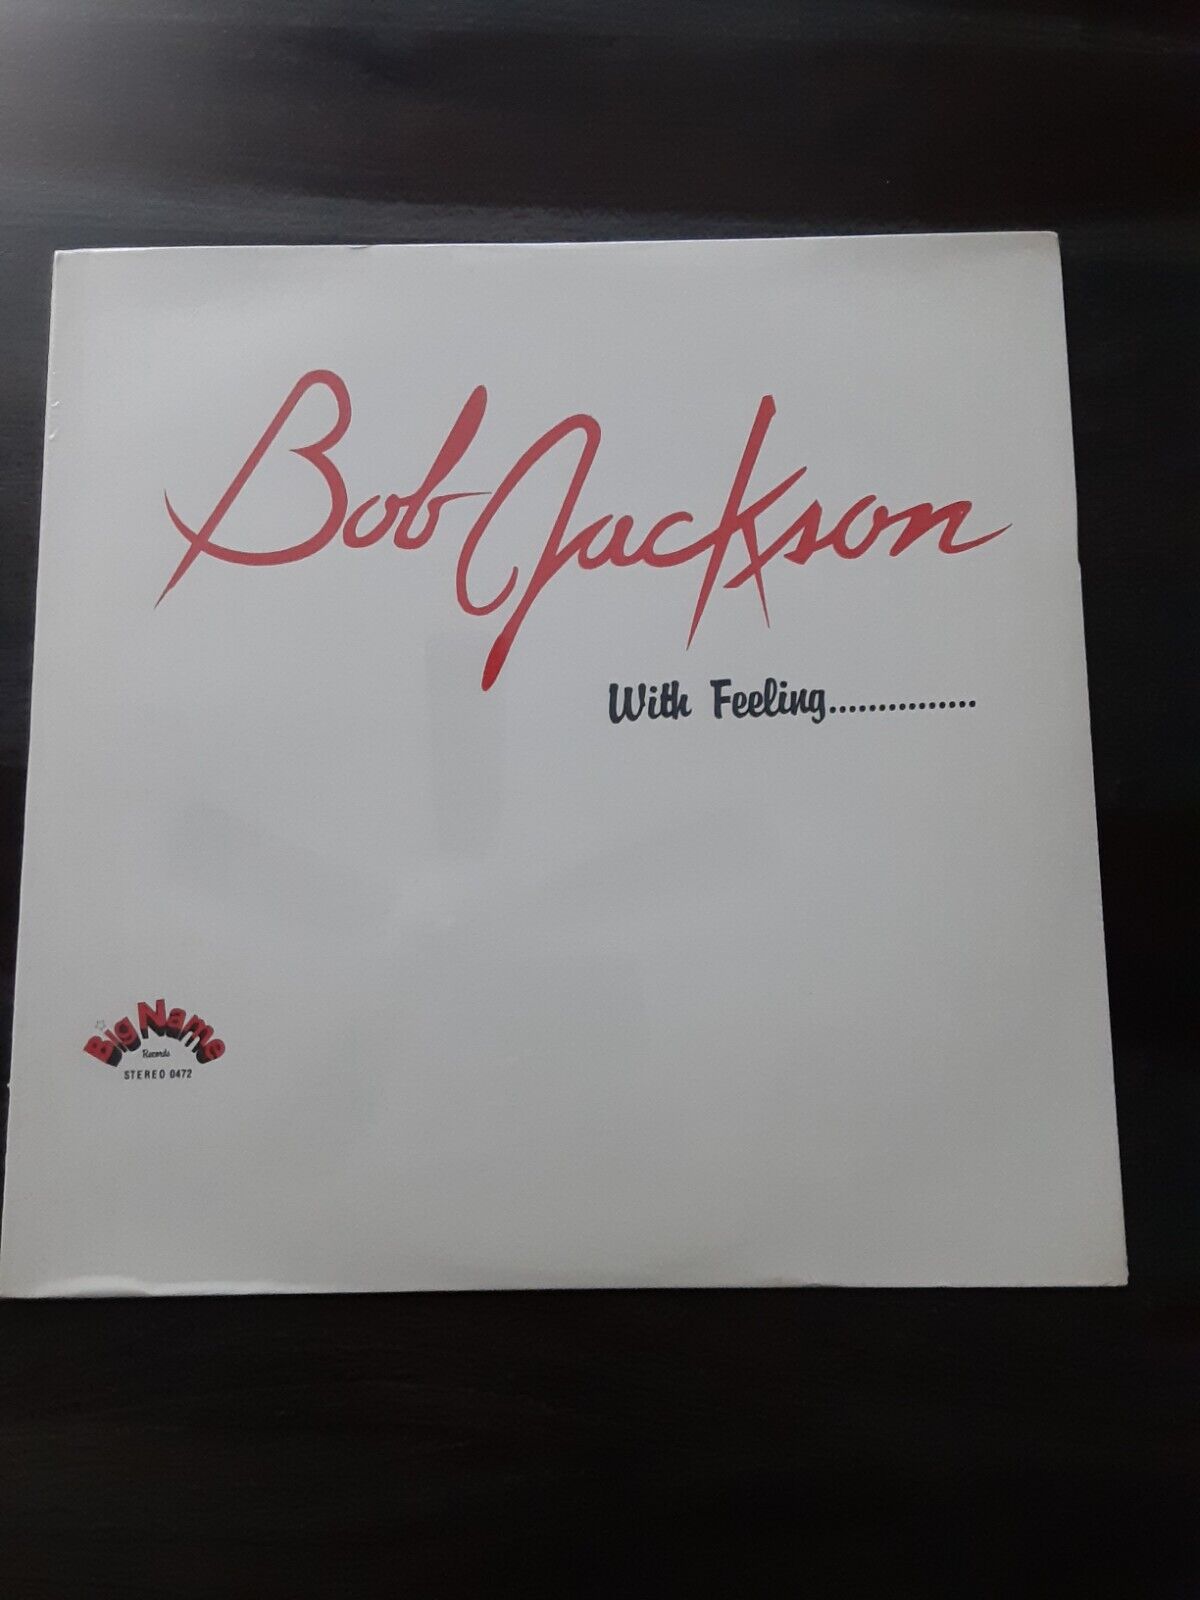 Bob Jackson
With Feeling...............
Big Name
Records
STEREO 0472